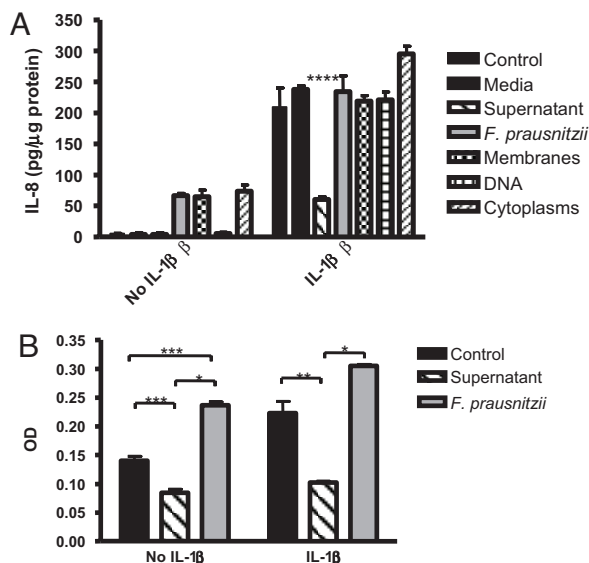 A
IL-8 (pg/µg protein)
350
300
250
200
150
100
50
0
****
No IL-1β β
IL-1β β
Control
Media
Supernatant
F. prausnitzii
Membranes
DNA
Cytoplasms
B
OD
0.35
0.30
0.25
0.20
0.15
0.10
0.05
0.00
***
***
*
**
*
No IL-1β
IL-1β
Control
Supernatant
F. prausnitzii